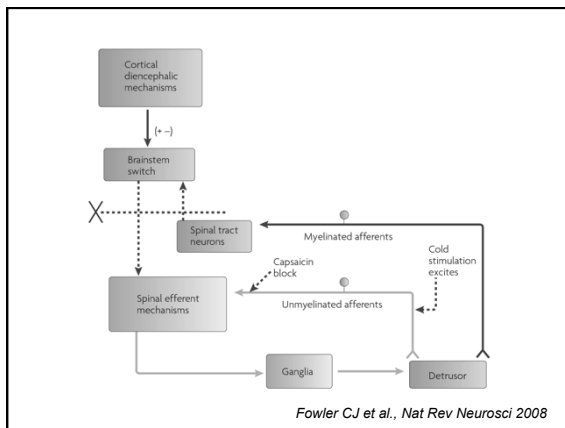 Cortical
diencephalic
mechanisms
(+ −)
Brainstem
switch
X
Spinal tract
neurons
Myelinated afferents
Cold
stimulation
excites
Capsaicin
block
Spinal efferent
mechanisms
Unmyelinated afferents
Ganglia
Detrusor
Fowler CJ et al., Nat Rev Neurosci 2008